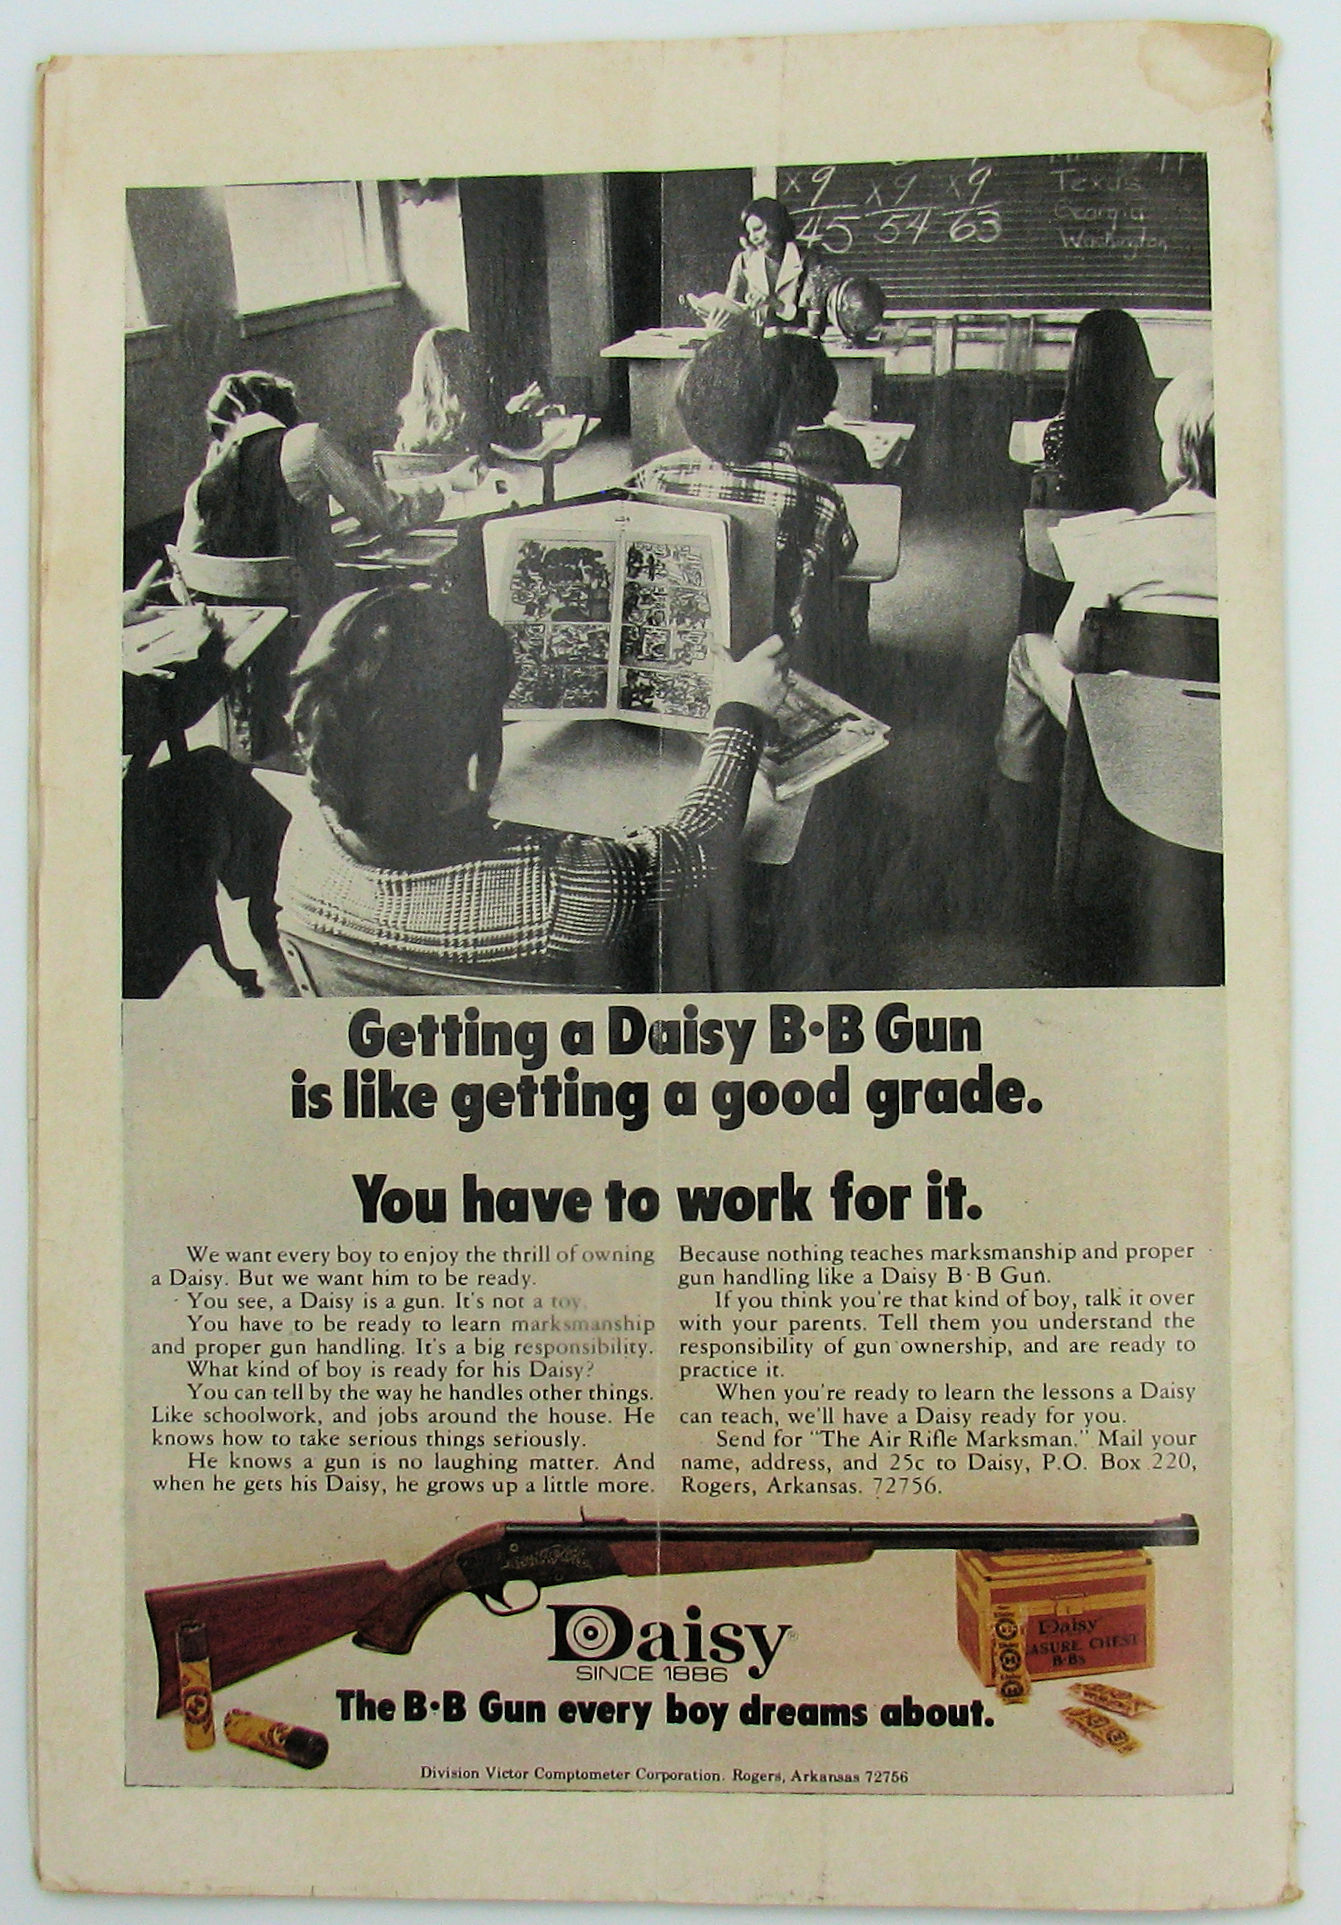 x9 x9 x9
45 54 63
Texas
Georgia
Washington
Getting a Daisy B·B Gun
is like getting a good grade.
You have to work for it.
We want every boy to enjoy the thrill of owning
a Daisy. But we want him to be ready.
You see, a Daisy is a gun. It's not a toy.
You have to be ready to learn marksmanship
and proper gun handling. It's a big responsibility.
What kind of boy is ready for his Daisy?
You can tell by the way he handles other things.
Like schoolwork, and jobs around the house. He
knows how to take serious things seriously.
He knows a gun is no laughing matter. And
when he gets his Daisy, he grows up a little more.
Because nothing teaches marksmanship and proper
gun handling like a Daisy B·B Gun.
If you think you're that kind of boy, talk it over
with your parents. Tell them you understand the
responsibility of gun ownership, and are ready to
practice it.
When you're ready to learn the lessons a Daisy
can teach, we'll have a Daisy ready for you.
Send for "The Air Rifle Marksman." Mail your
name, address, and 25c to Daisy, P.O. Box 220,
Rogers, Arkansas. 72756.
Daisy
ASURE CHEST
B·Bs
Daisy®
SINCE 1886
The B·B Gun every boy dreams about.
Division Victor Comptometer Corporation. Rogers, Arkansas 72756